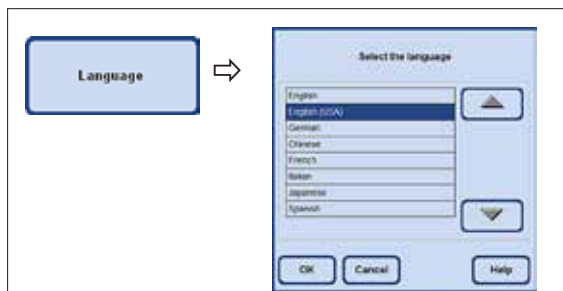 Language
Select the language
English
English (USA)
German
Chinese
French
Italian
Japanese
Spanish
OK
Cancel
Help